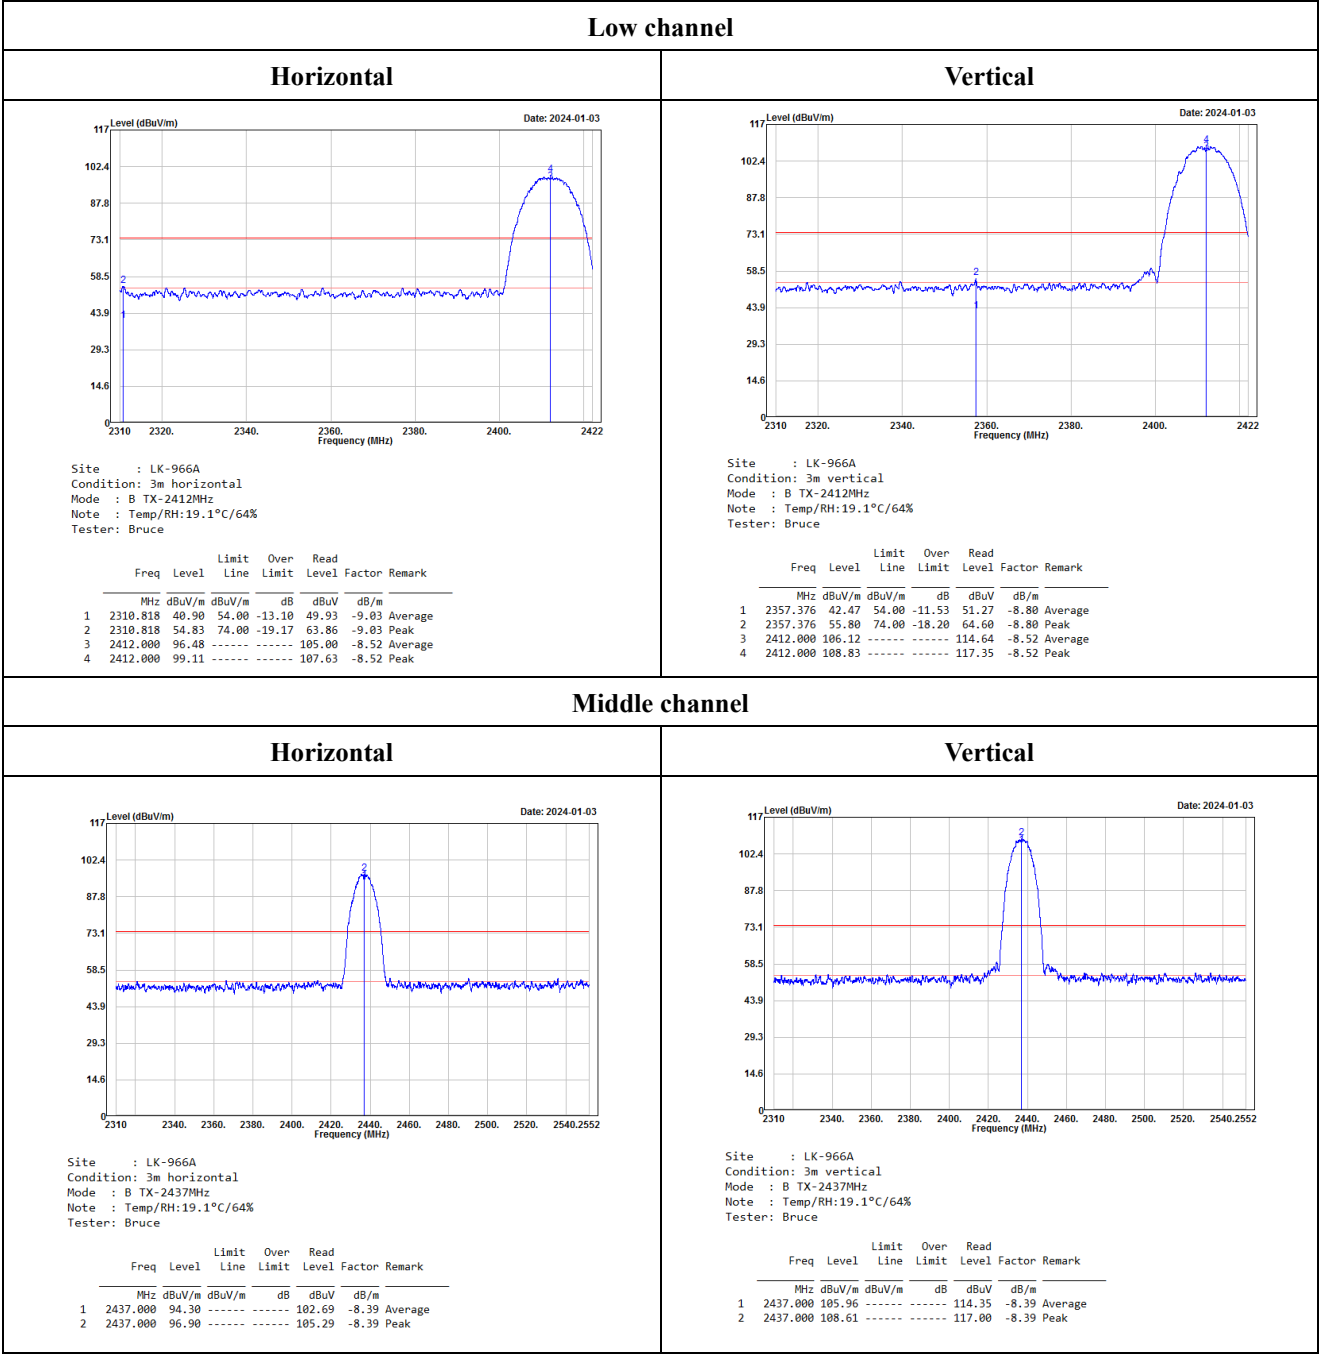 Low channel
Horizontal Vertical
Level (dBuV/m) Date: 2024-01-03
117
102.4
87.8
73.1
58.5
43.9
29.3
14.6
0
4
2
1
2310 2320. 2340. 2360. 2380. 2400. 2422
Frequency (MHz)
Site : LK-966A
Condition: 3m horizontal
Mode : B TX-2412MHz
Note : Temp/RH:19.1°C/64%
Tester: Bruce
Limit Over Read
Freq Level Line Limit Level Factor Remark
MHz dBuV/m dBuV/m dB dBuV dB/m
1 2310.818 40.90 54.00 -13.10 49.93 -9.03 Average
2 2310.818 54.83 74.00 -19.17 63.86 -9.03 Peak
3 2412.000 96.48 ------ ------ 105.00 -8.52 Average
4 2412.000 99.11 ------ ------ 107.63 -8.52 Peak
Level (dBuV/m) Date: 2024-01-03
117
102.4
87.8
73.1
58.5
43.9
29.3
14.6
0
4
2
1
2310 2320. 2340. 2360. 2380. 2400. 2422
Frequency (MHz)
Site : LK-966A
Condition: 3m vertical
Mode : B TX-2412MHz
Note : Temp/RH:19.1°C/64%
Tester: Bruce
Limit Over Read
Freq Level Line Limit Level Factor Remark
MHz dBuV/m dBuV/m dB dBuV dB/m
1 2357.376 42.47 54.00 -11.53 51.27 -8.80 Average
2 2357.376 55.80 74.00 -18.20 64.60 -8.80 Peak
3 2412.000 106.12 ------ ------ 114.64 -8.52 Average
4 2412.000 108.83 ------ ------ 117.35 -8.52 Peak
Middle channel
Horizontal Vertical
Level (dBuV/m) Date: 2024-01-03
117
102.4
87.8
73.1
58.5
43.9
29.3
14.6
0
2
2310 2340. 2360. 2380. 2400. 2420. 2440. 2460. 2480. 2500. 2520. 2540.2552
Frequency (MHz)
Site : LK-966A
Condition: 3m horizontal
Mode : B TX-2437MHz
Note : Temp/RH:19.1°C/64%
Tester: Bruce
Limit Over Read
Freq Level Line Limit Level Factor Remark
MHz dBuV/m dBuV/m dB dBuV dB/m
1 2437.000 94.30 ------ ------ 102.69 -8.39 Average
2 2437.000 96.90 ------ ------ 105.29 -8.39 Peak
Level (dBuV/m) Date: 2024-01-03
117
102.4
87.8
73.1
58.5
43.9
29.3
14.6
0
2
2310 2340. 2360. 2380. 2400. 2420. 2440. 2460. 2480. 2500. 2520. 2540.2552
Frequency (MHz)
Site : LK-966A
Condition: 3m vertical
Mode : B TX-2437MHz
Note : Temp/RH:19.1°C/64%
Tester: Bruce
Limit Over Read
Freq Level Line Limit Level Factor Remark
MHz dBuV/m dBuV/m dB dBuV dB/m
1 2437.000 105.96 ------ ------ 114.35 -8.39 Average
2 2437.000 108.61 ------ ------ 117.00 -8.39 Peak